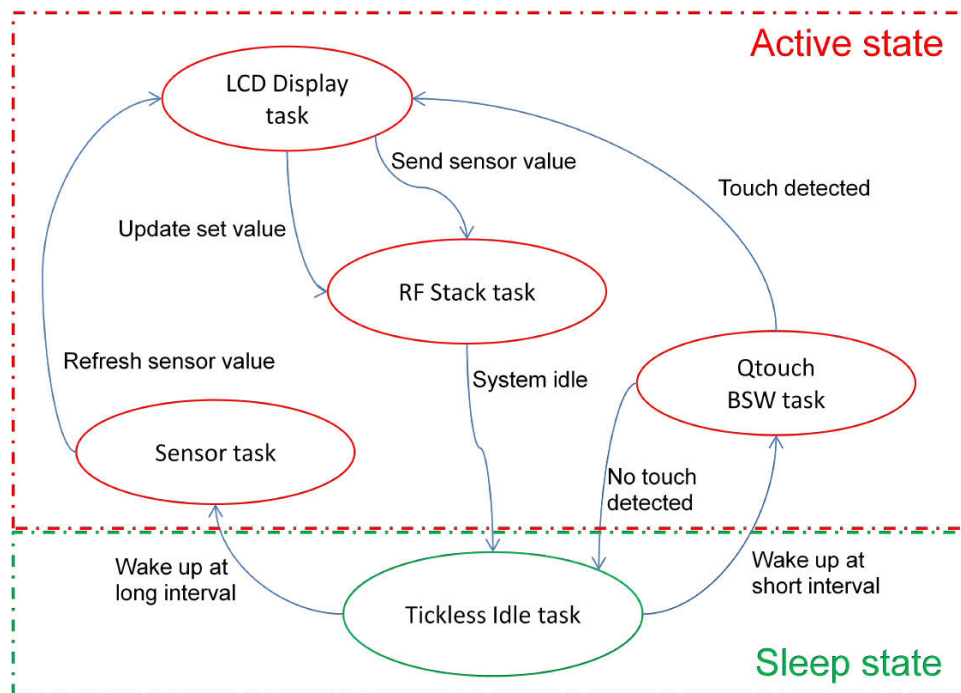 Active state
LCD Display
task
Send sensor value
Touch detected
Update set value
RF Stack task
Refresh sensor value
System idle
Qtouch
BSW task
Sensor task
No touch
detected
Wake up at
long interval
Wake up at
short interval
Tickless Idle task
Sleep state